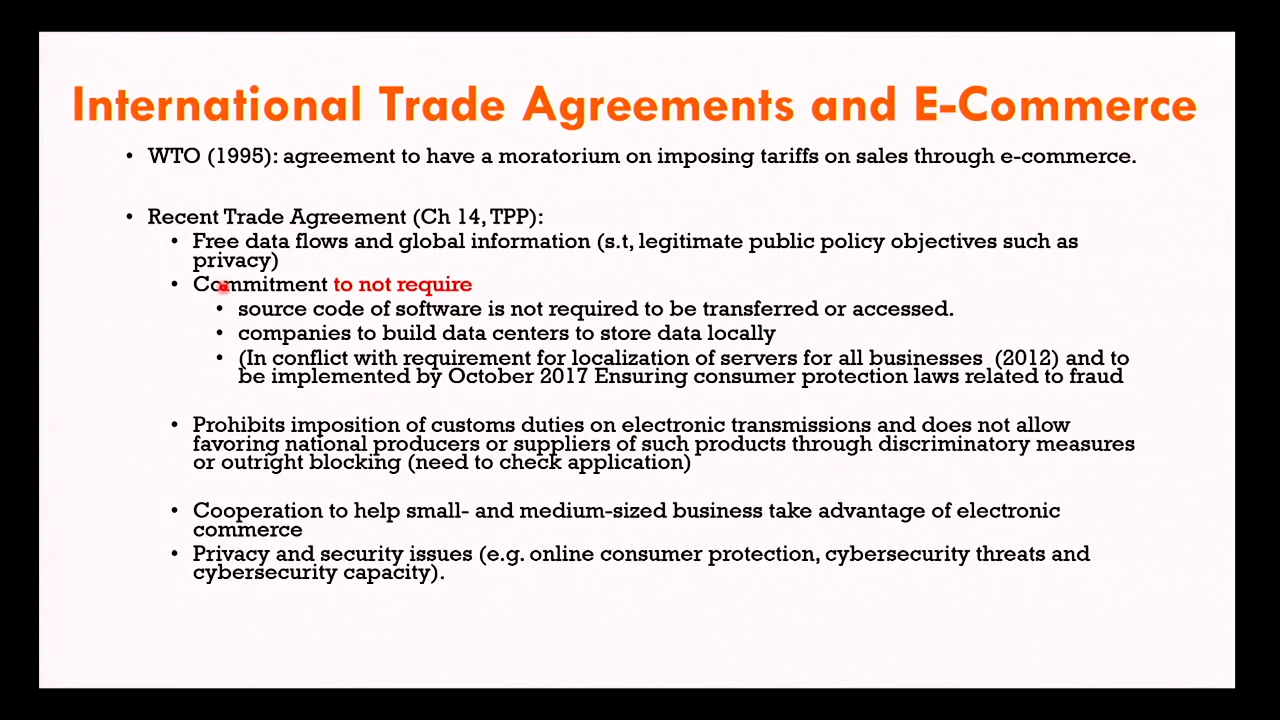 International Trade Agreements and E-Commerce
• WTO (1995): agreement to have a moratorium on imposing tariffs on sales through e-commerce.
• Recent Trade Agreement (Ch 14, TPP):
• Free data flows and global information (s.t, legitimate public policy objectives such as
privacy)
• Commitment to not require
• source code of software is not required to be transferred or accessed.
• companies to build data centers to store data locally
• (In conflict with requirement for localization of servers for all businesses (2012) and to
be implemented by October 2017 Ensuring consumer protection laws related to fraud
• Prohibits imposition of customs duties on electronic transmissions and does not allow
favoring national producers or suppliers of such products through discriminatory measures
or outright blocking (need to check application)
• Cooperation to help small- and medium-sized business take advantage of electronic
commerce
• Privacy and security issues (e.g. online consumer protection, cybersecurity threats and
cybersecurity capacity).